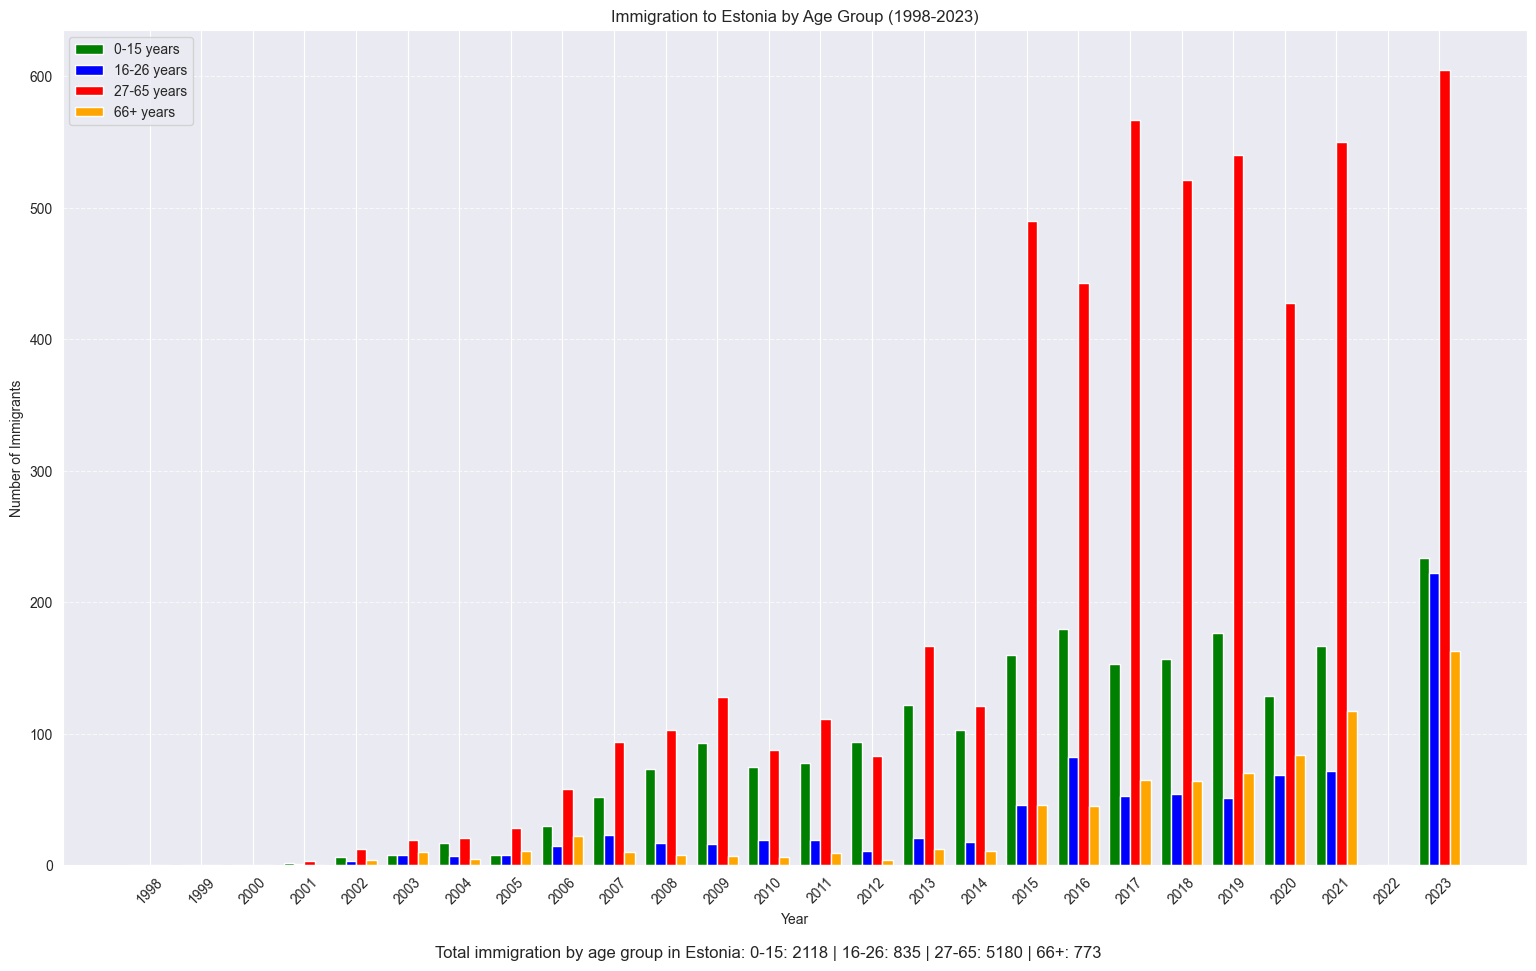 Immigration to Estonia by Age Group (1998-2023)
0-15 years
16-26 years
27-65 years
66+ years
Number of Immigrants
600
500
400
300
200
100
0
1998 1999 2000 2001 2002 2003 2004 2005 2006 2007 2008 2009 2010 2011 2012 2013 2014 2015 2016 2017 2018 2019 2020 2021 2022 2023
Year
Total immigration by age group in Estonia: 0-15: 2118 | 16-26: 835 | 27-65: 5180 | 66+: 773